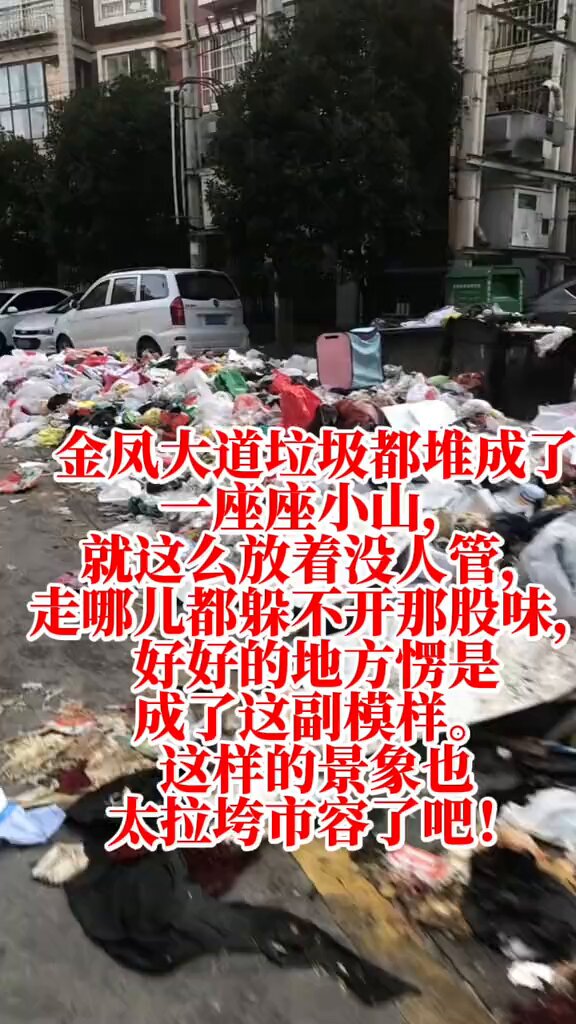 金凤大道垃圾都堆成了
一座座小山,
就这么放着没人管,
走哪儿都躲不开那股味,
好好的地方愣是
成了这副模样。
这样的景象也
太拉垮市容了吧!